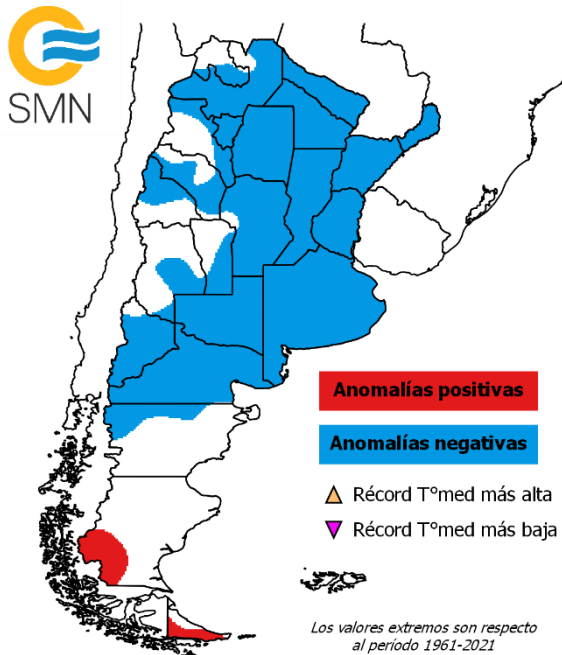 SMN
Anomalías positivas
Anomalías negativas
Récord T°med más alta
Récord T°med más baja
Los valores extremos son respecto
al período 1961-2021